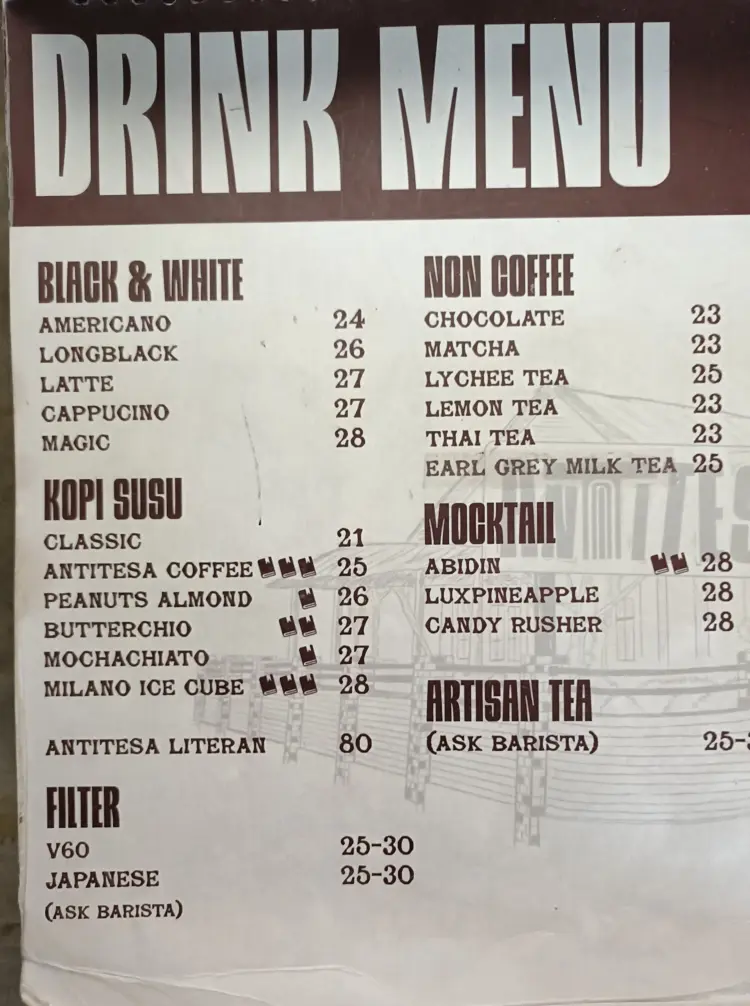 DRINK MENU
BLACK & WHITE
AMERICANO 24
LONGBLACK 26
LATTE 27
CAPPUCINO 27
MAGIC 28
KOPI SUSU
CLASSIC 21
ANTITESA COFFEE 25
PEANUTS ALMOND 26
BUTTERCHIO 27
MOCHACHIATO 27
MILANO ICE CUBE 28
ANTITESA LITERAN 80
FILTER
V60 25-30
JAPANESE 25-30
(ASK BARISTA)
NON COFFEE
CHOCOLATE 23
MATCHA 23
LYCHEE TEA 25
LEMON TEA 23
THAI TEA 23
EARL GREY MILK TEA 25
MOCKTAIL
ABIDIN 28
LUXPINEAPPLE 28
CANDY RUSHER 28
ARTISAN TEA
(ASK BARISTA) 25-